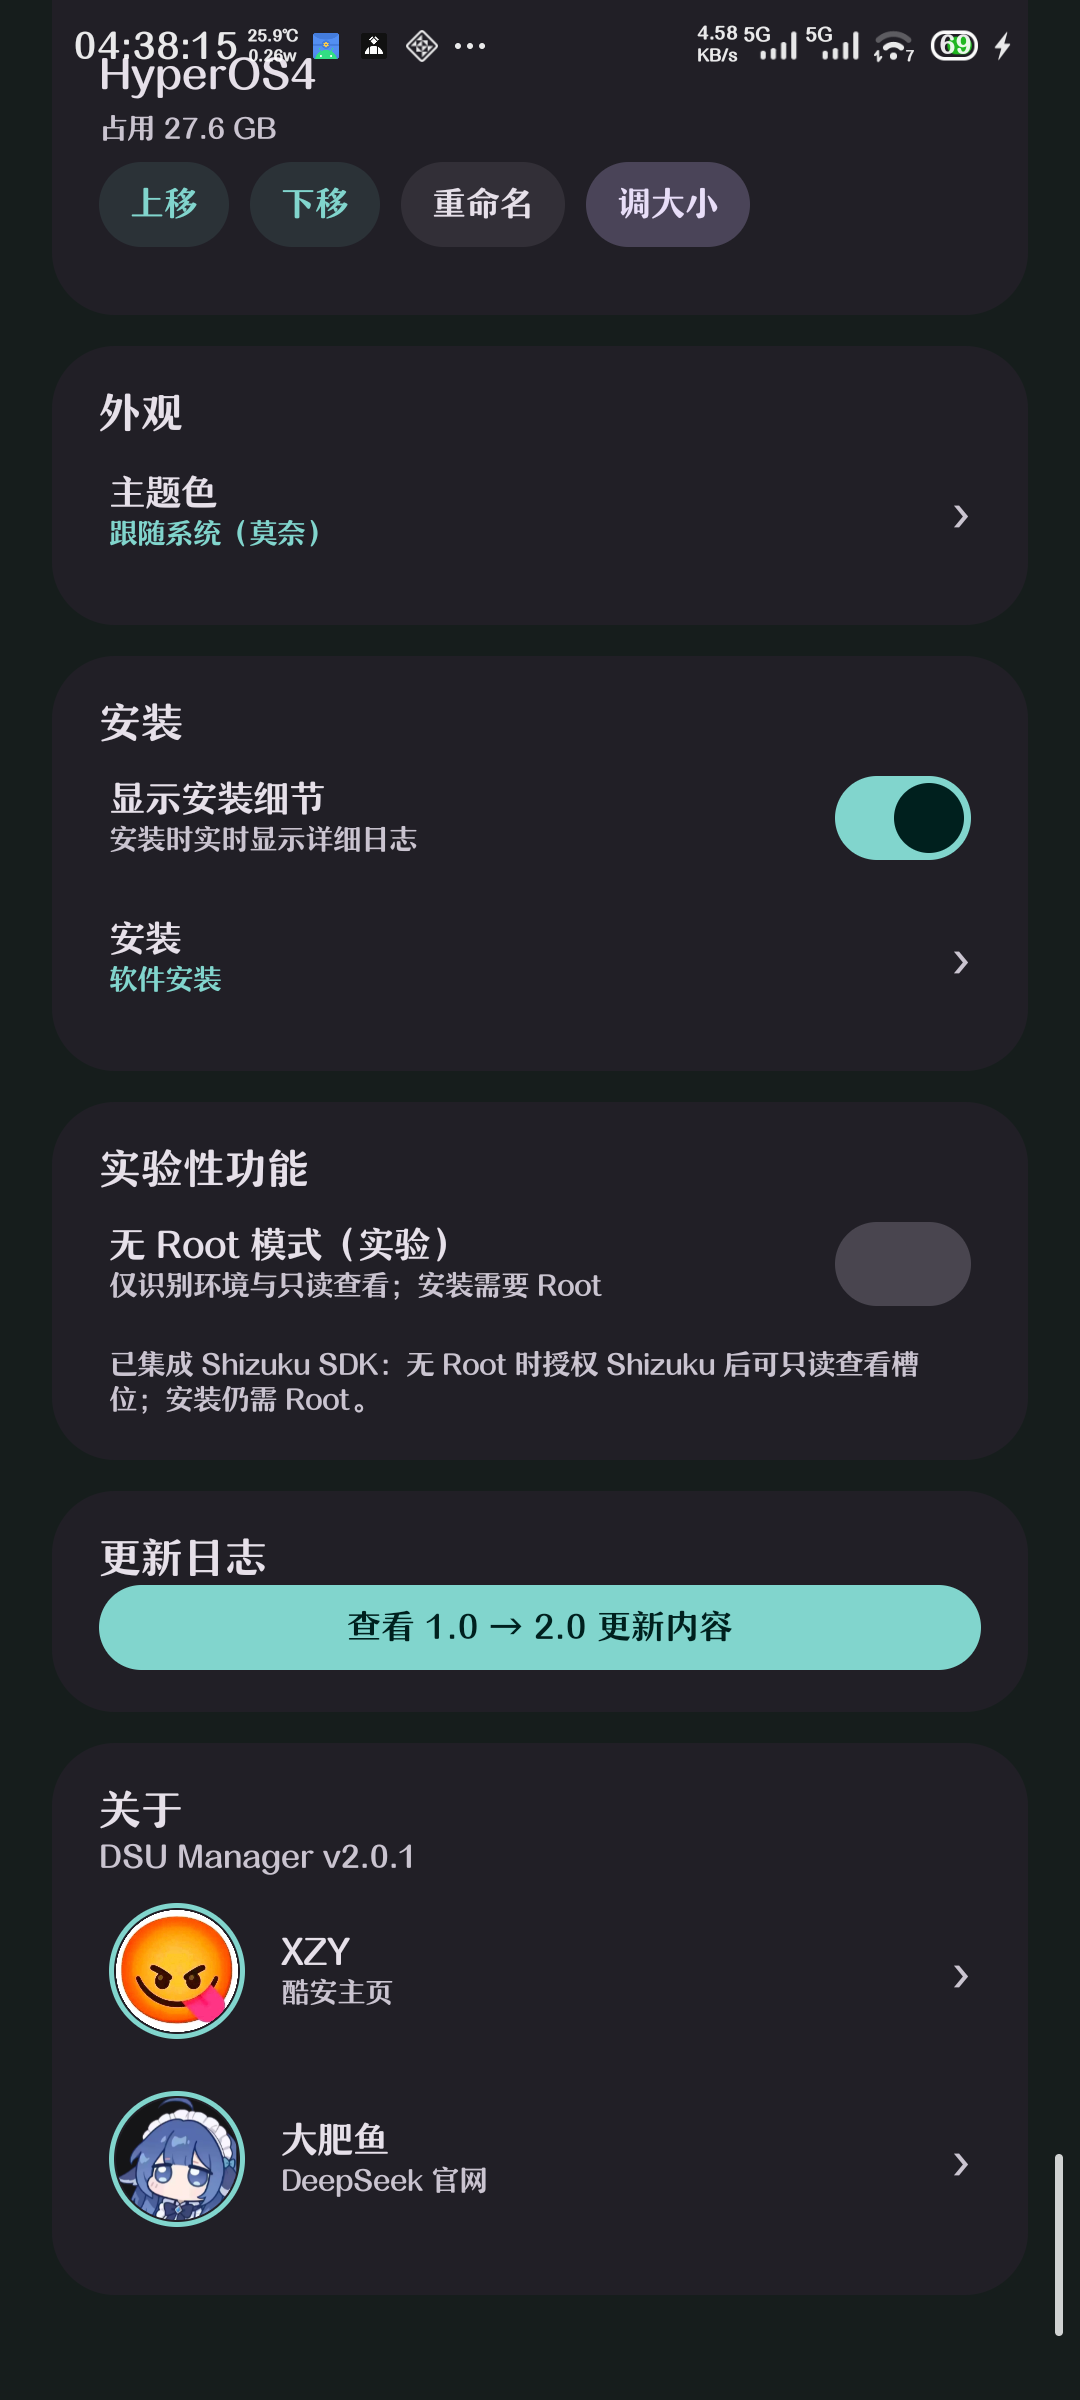 04:38:15 25.9℃ 4.58 5G 5G 69
0.26w KB/s 7
HyperOS4
占用 27.6 GB
上移 下移 重命名 调大小
外观
主题色
跟随系统（莫奈）
安装
显示安装细节
安装时实时显示详细日志
安装
软件安装
实验性功能
无 Root 模式（实验）
仅识别环境与只读查看；安装需要 Root
已集成 Shizuku SDK：无 Root 时授权 Shizuku 后可只读查看槽
位；安装仍需 Root。
更新日志
查看 1.0 → 2.0 更新内容
关于
DSU Manager v2.0.1
XZY
酷安主页
大肥鱼
DeepSeek 官网